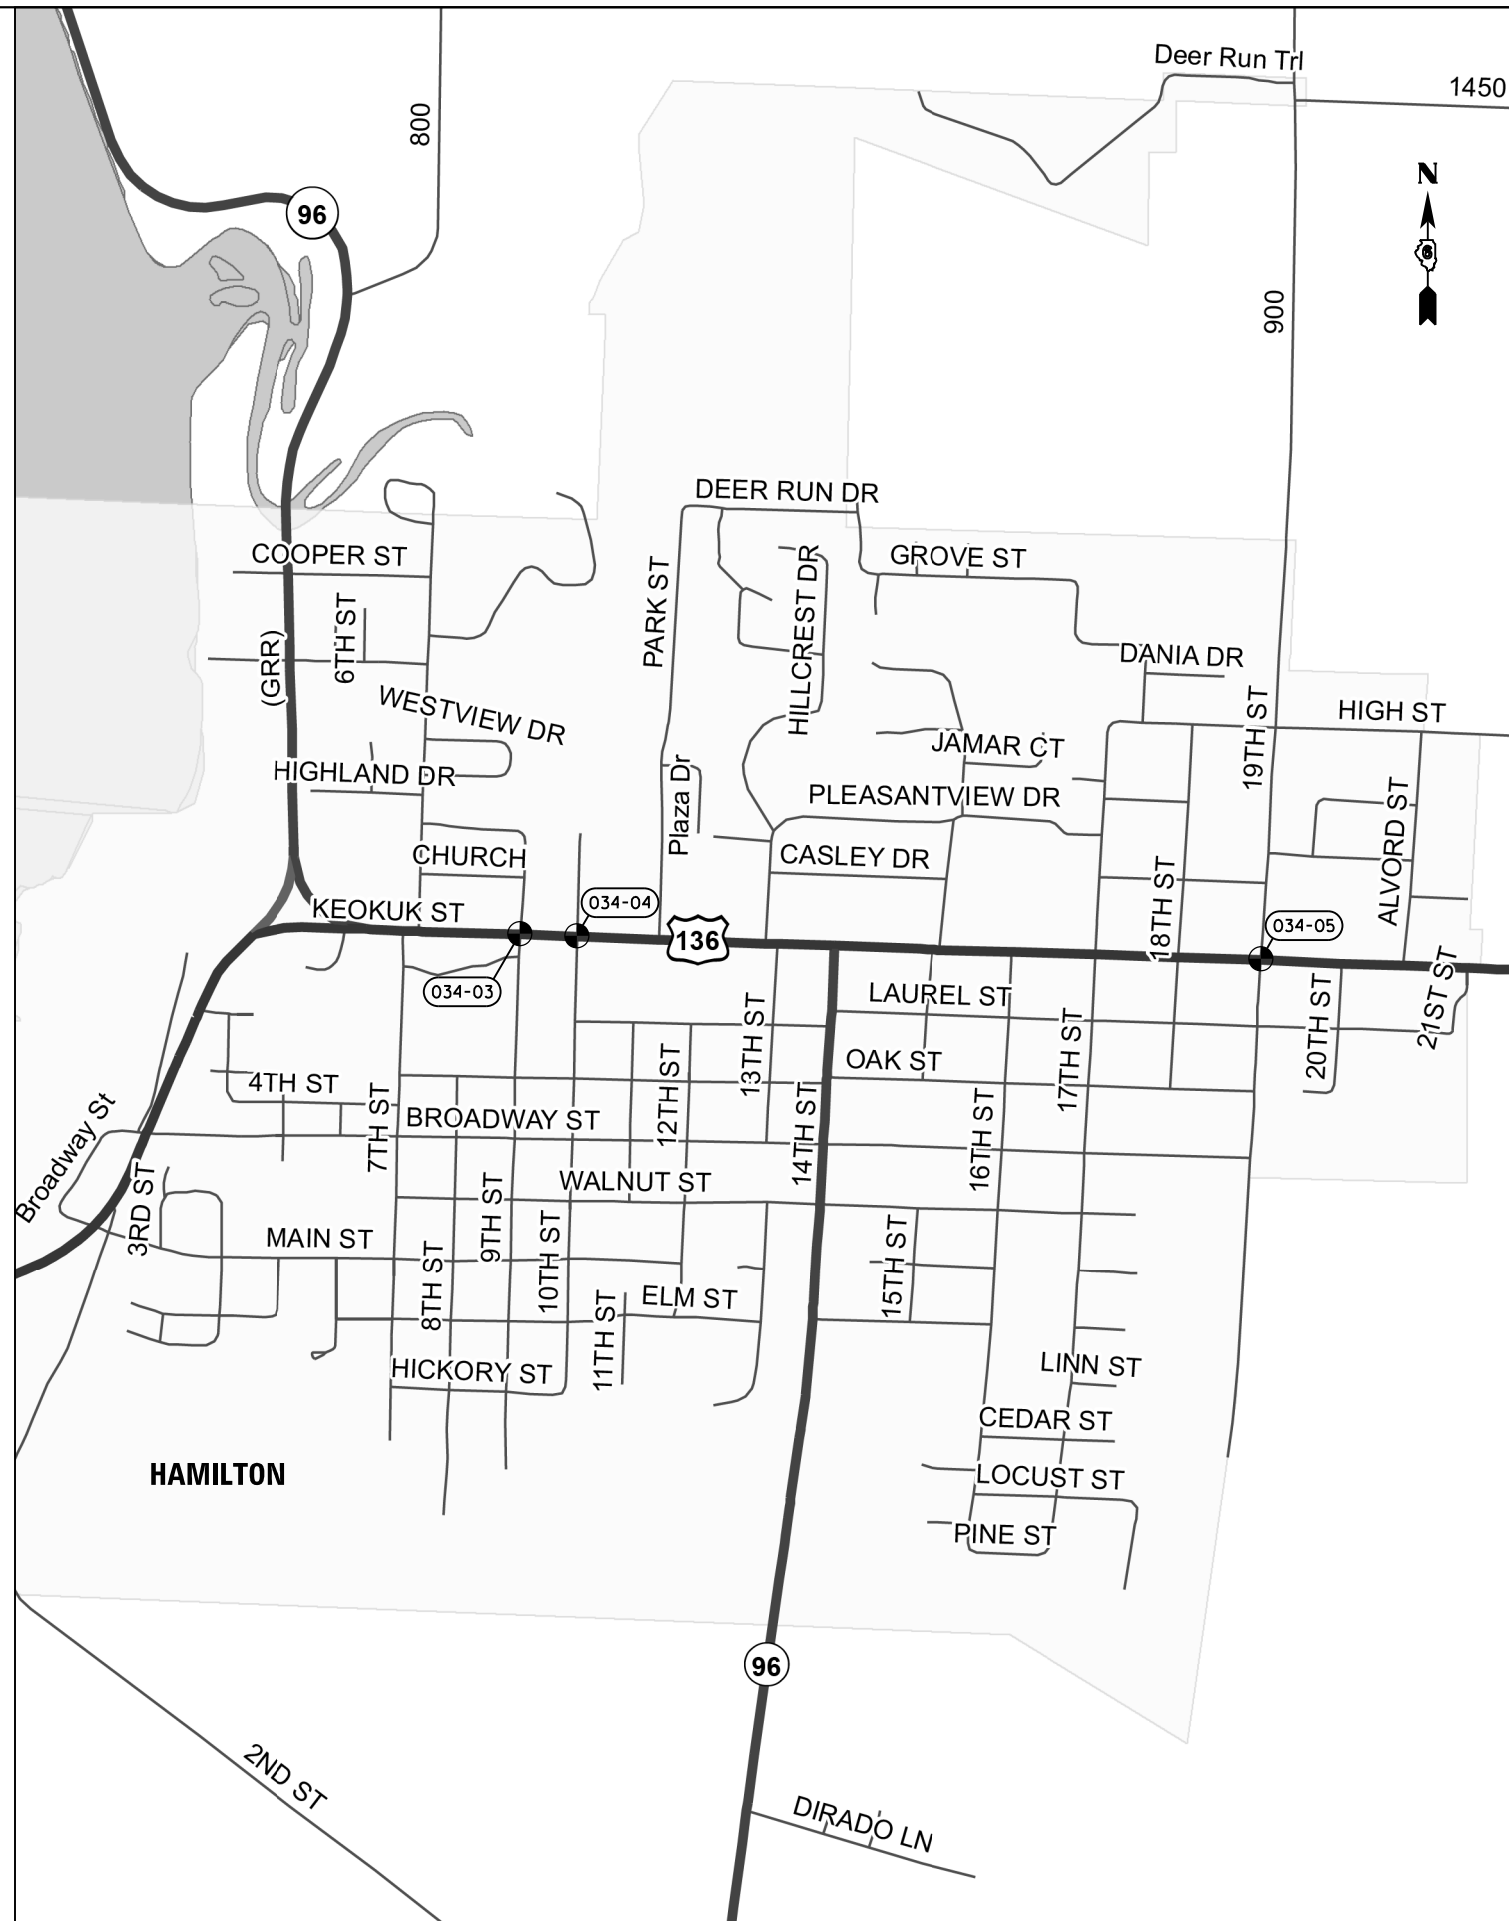 Deer Run Trl
1450
800
N
96
6
900
DEER RUN DR
COOPER ST
GROVE ST
PARK ST
HILLCREST DR
6TH ST
(GRR)
DANIA DR
WESTVIEW DR
HIGH ST
19TH ST
JAMAR CT
HIGHLAND DR
Plaza Dr
PLEASANTVIEW DR
ALVORD ST
CHURCH
CASLEY DR
18TH ST
KEOKUK ST
034-04
136
034-05
034-03
LAUREL ST
21ST ST
20TH ST
13TH ST
17TH ST
OAK ST
12TH ST
4TH ST
7TH ST
BROADWAY ST
14TH ST
16TH ST
Broadway St
WALNUT ST
3RD ST
9TH ST
MAIN ST
10TH ST
15TH ST
8TH ST
ELM ST
11TH ST
HICKORY ST
LINN ST
CEDAR ST
HAMILTON
LOCUST ST
PINE ST
96
2ND ST
DIRADO LN